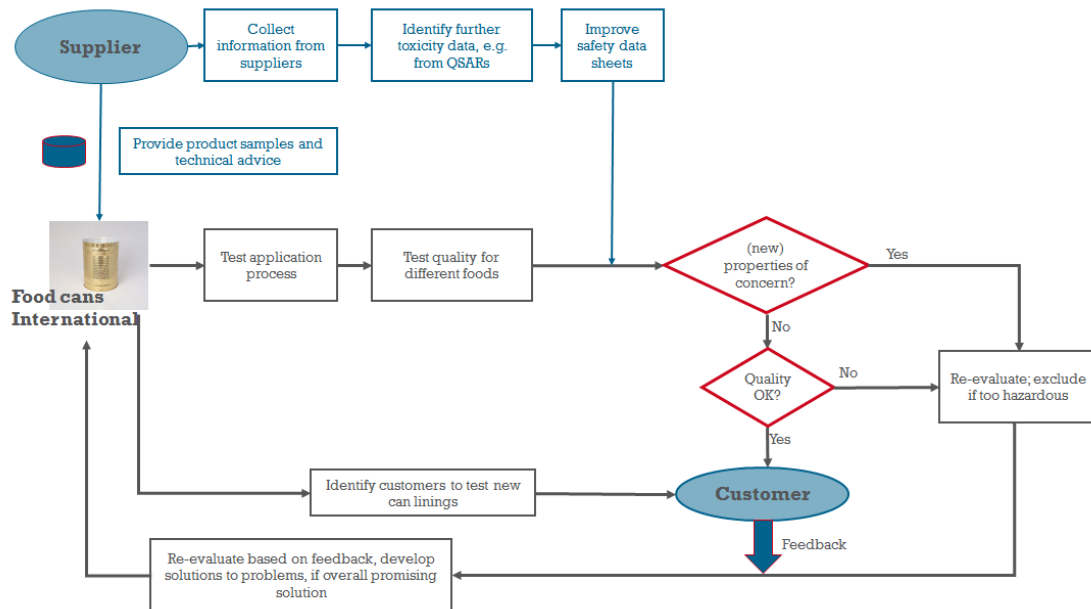 Supplier
Collect
information from
suppliers
Identify further
toxicity data, e.g.
from QSARs
Improve
safety data
sheets
Provide product samples and
technical advice
Food cans
International
Test application
process
Test quality for
different foods
(new)
properties of
concern?
Yes
No
Quality
OK?
No
Re-evaluate; exclude
if too hazardous
Yes
Identify customers to test new
can linings
Customer
Feedback
Re-evaluate based on feedback, develop
solutions to problems, if overall promising
solution